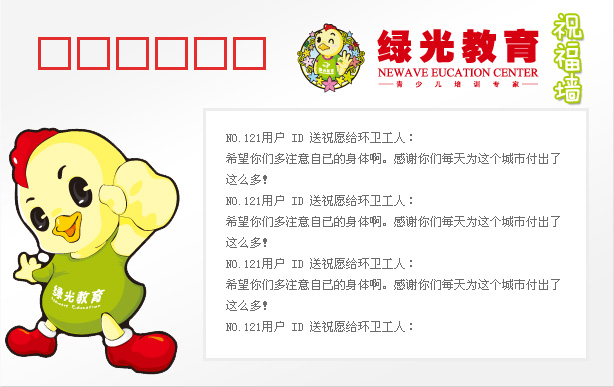 绿光教育
NEWAVE EUCATION CENTER
青少儿培训专家
祝福墙
NO.121用户 ID 送祝愿给环卫工人：
希望你们多注意自己的身体啊。感谢你们每天为这个城市付出了
这么多！
NO.121用户 ID 送祝愿给环卫工人：
希望你们多注意自己的身体啊。感谢你们每天为这个城市付出了
这么多！
NO.121用户 ID 送祝愿给环卫工人：
希望你们多注意自己的身体啊。感谢你们每天为这个城市付出了
这么多！
NO.121用户 ID 送祝愿给环卫工人：
绿光教育
Newave Education